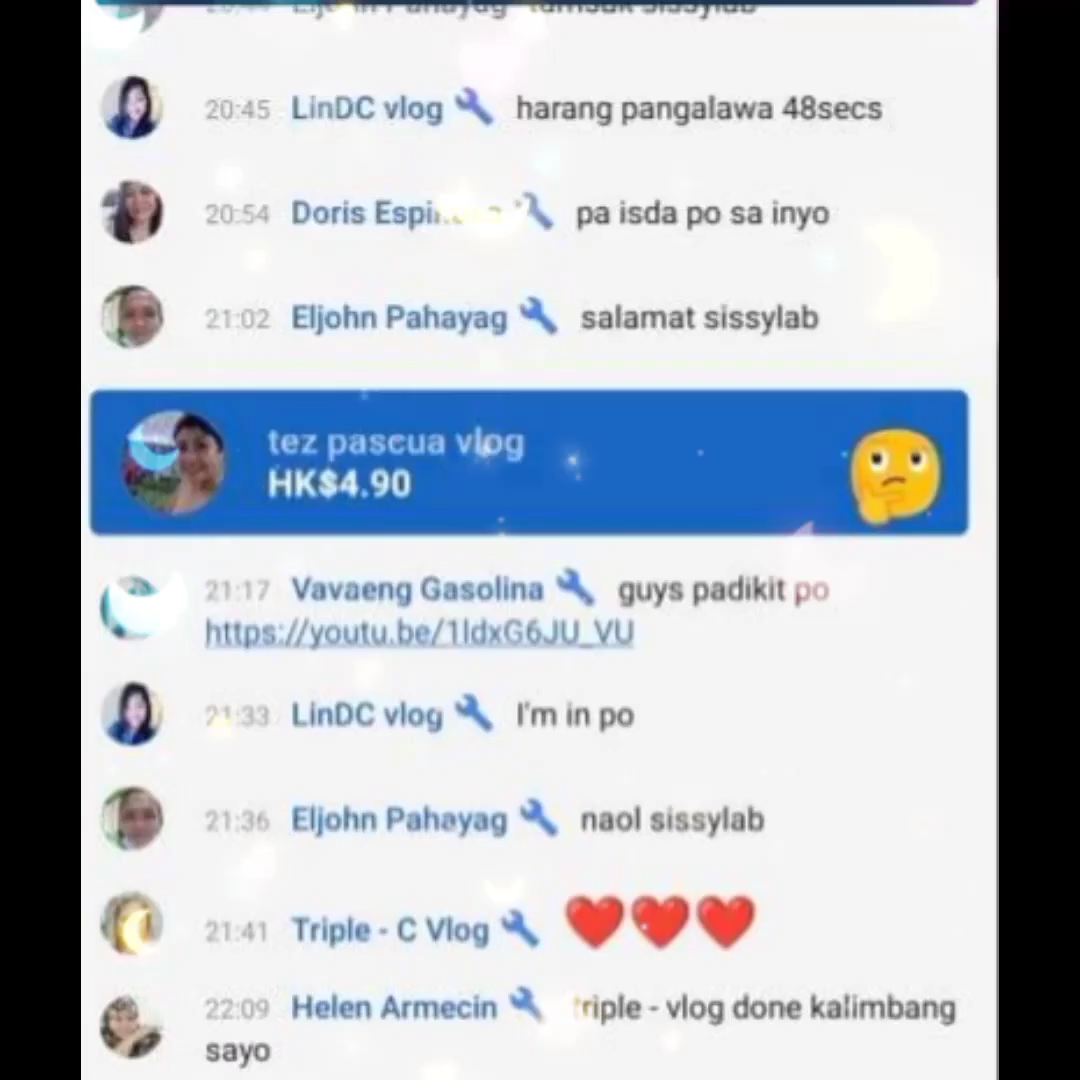 20:45 LinDC vlog harang pangalawa 48secs
20:54 Doris pa isda po sa inyo
21:02 Eljohn Pahayag salamat sissylab
tez pascua vlog
HK$4.90
21:17 Vavaeng Gasolina guys padikit po
https://youtu.be/1ldxG6JU_VU
21:33 LinDC vlog I'm in po
21:36 Eljohn Pahayag naol sissylab
21:41 Triple - C Vlog ❤️❤️❤️
22:09 Helen Armecin triple - vlog done kalimbang
sayo